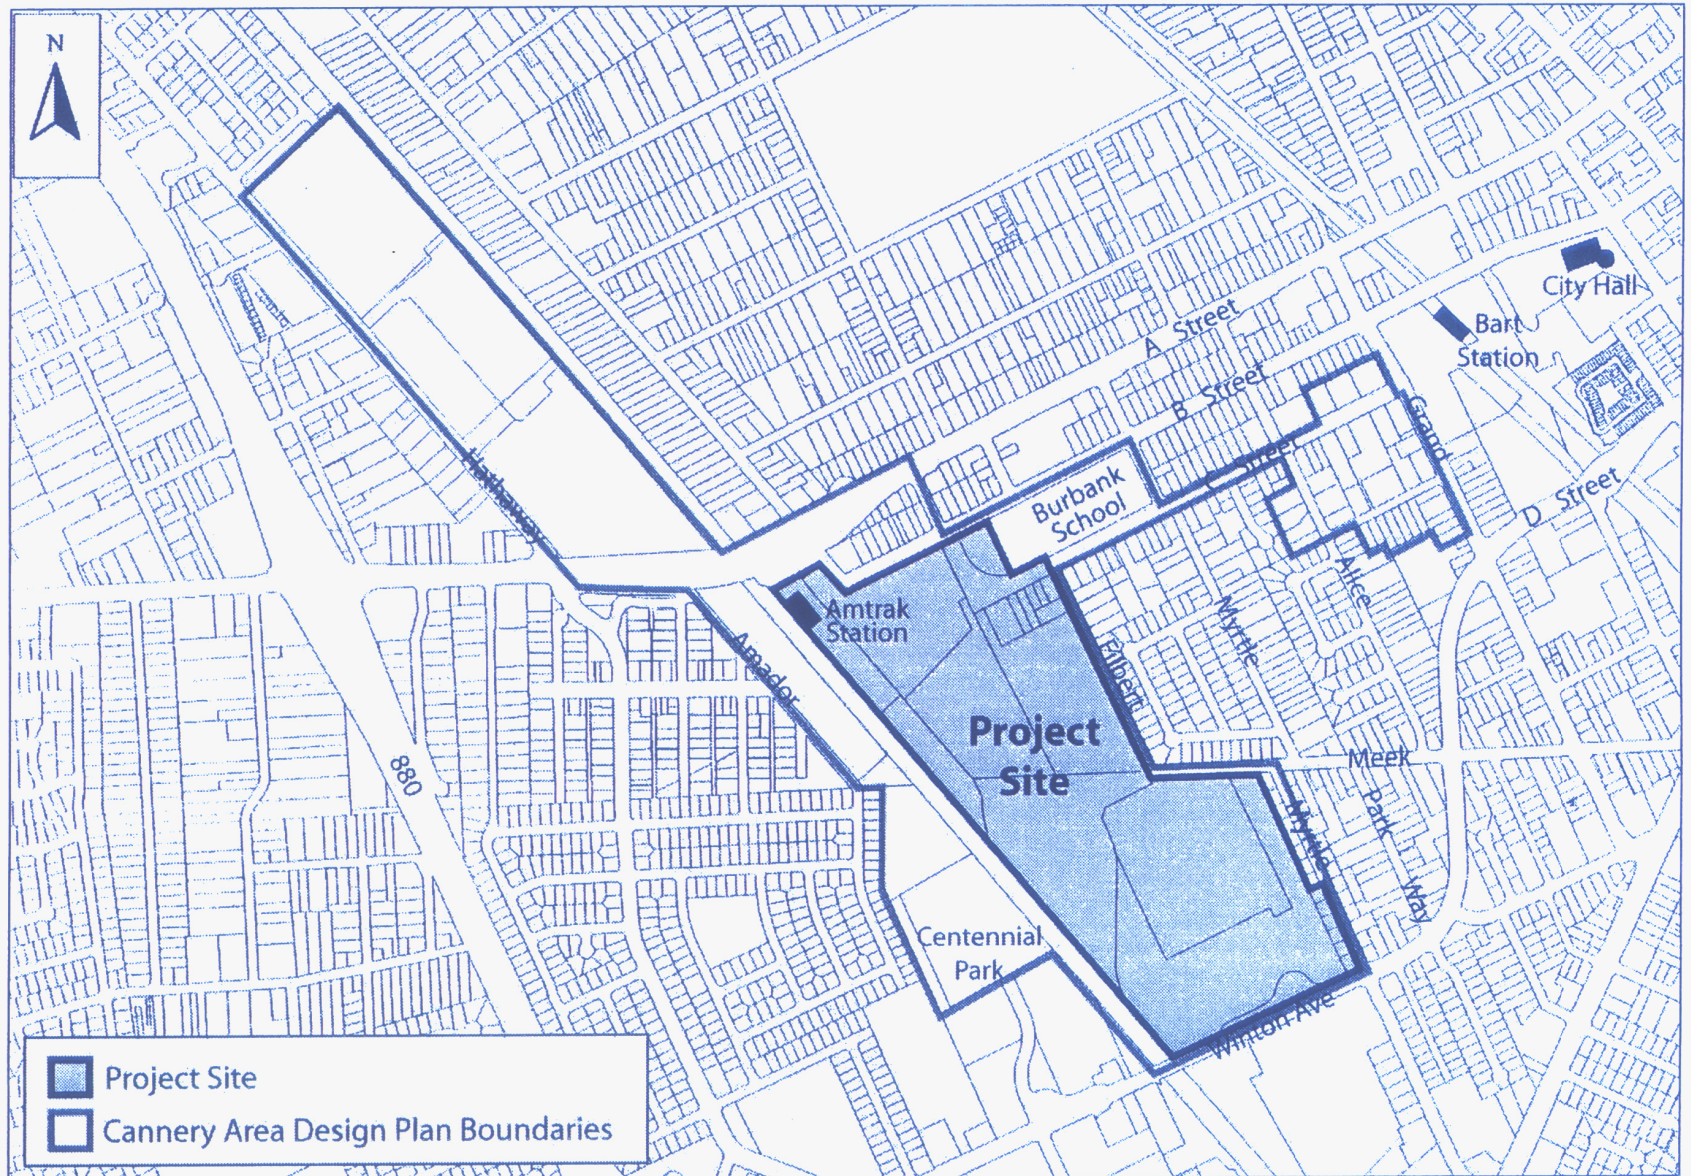 N
City Hall
Bart
Station
A Street
B Street
C Street
Grand
D Street
Burbank
School
Hathaway
Alice
Myrtle
Amtrak
Station
Amador
Filbert
Project
Site
Meek
880
Park Way
Myrtle
Centennial
Park
Winton Ave
Project Site
Cannery Area Design Plan Boundaries